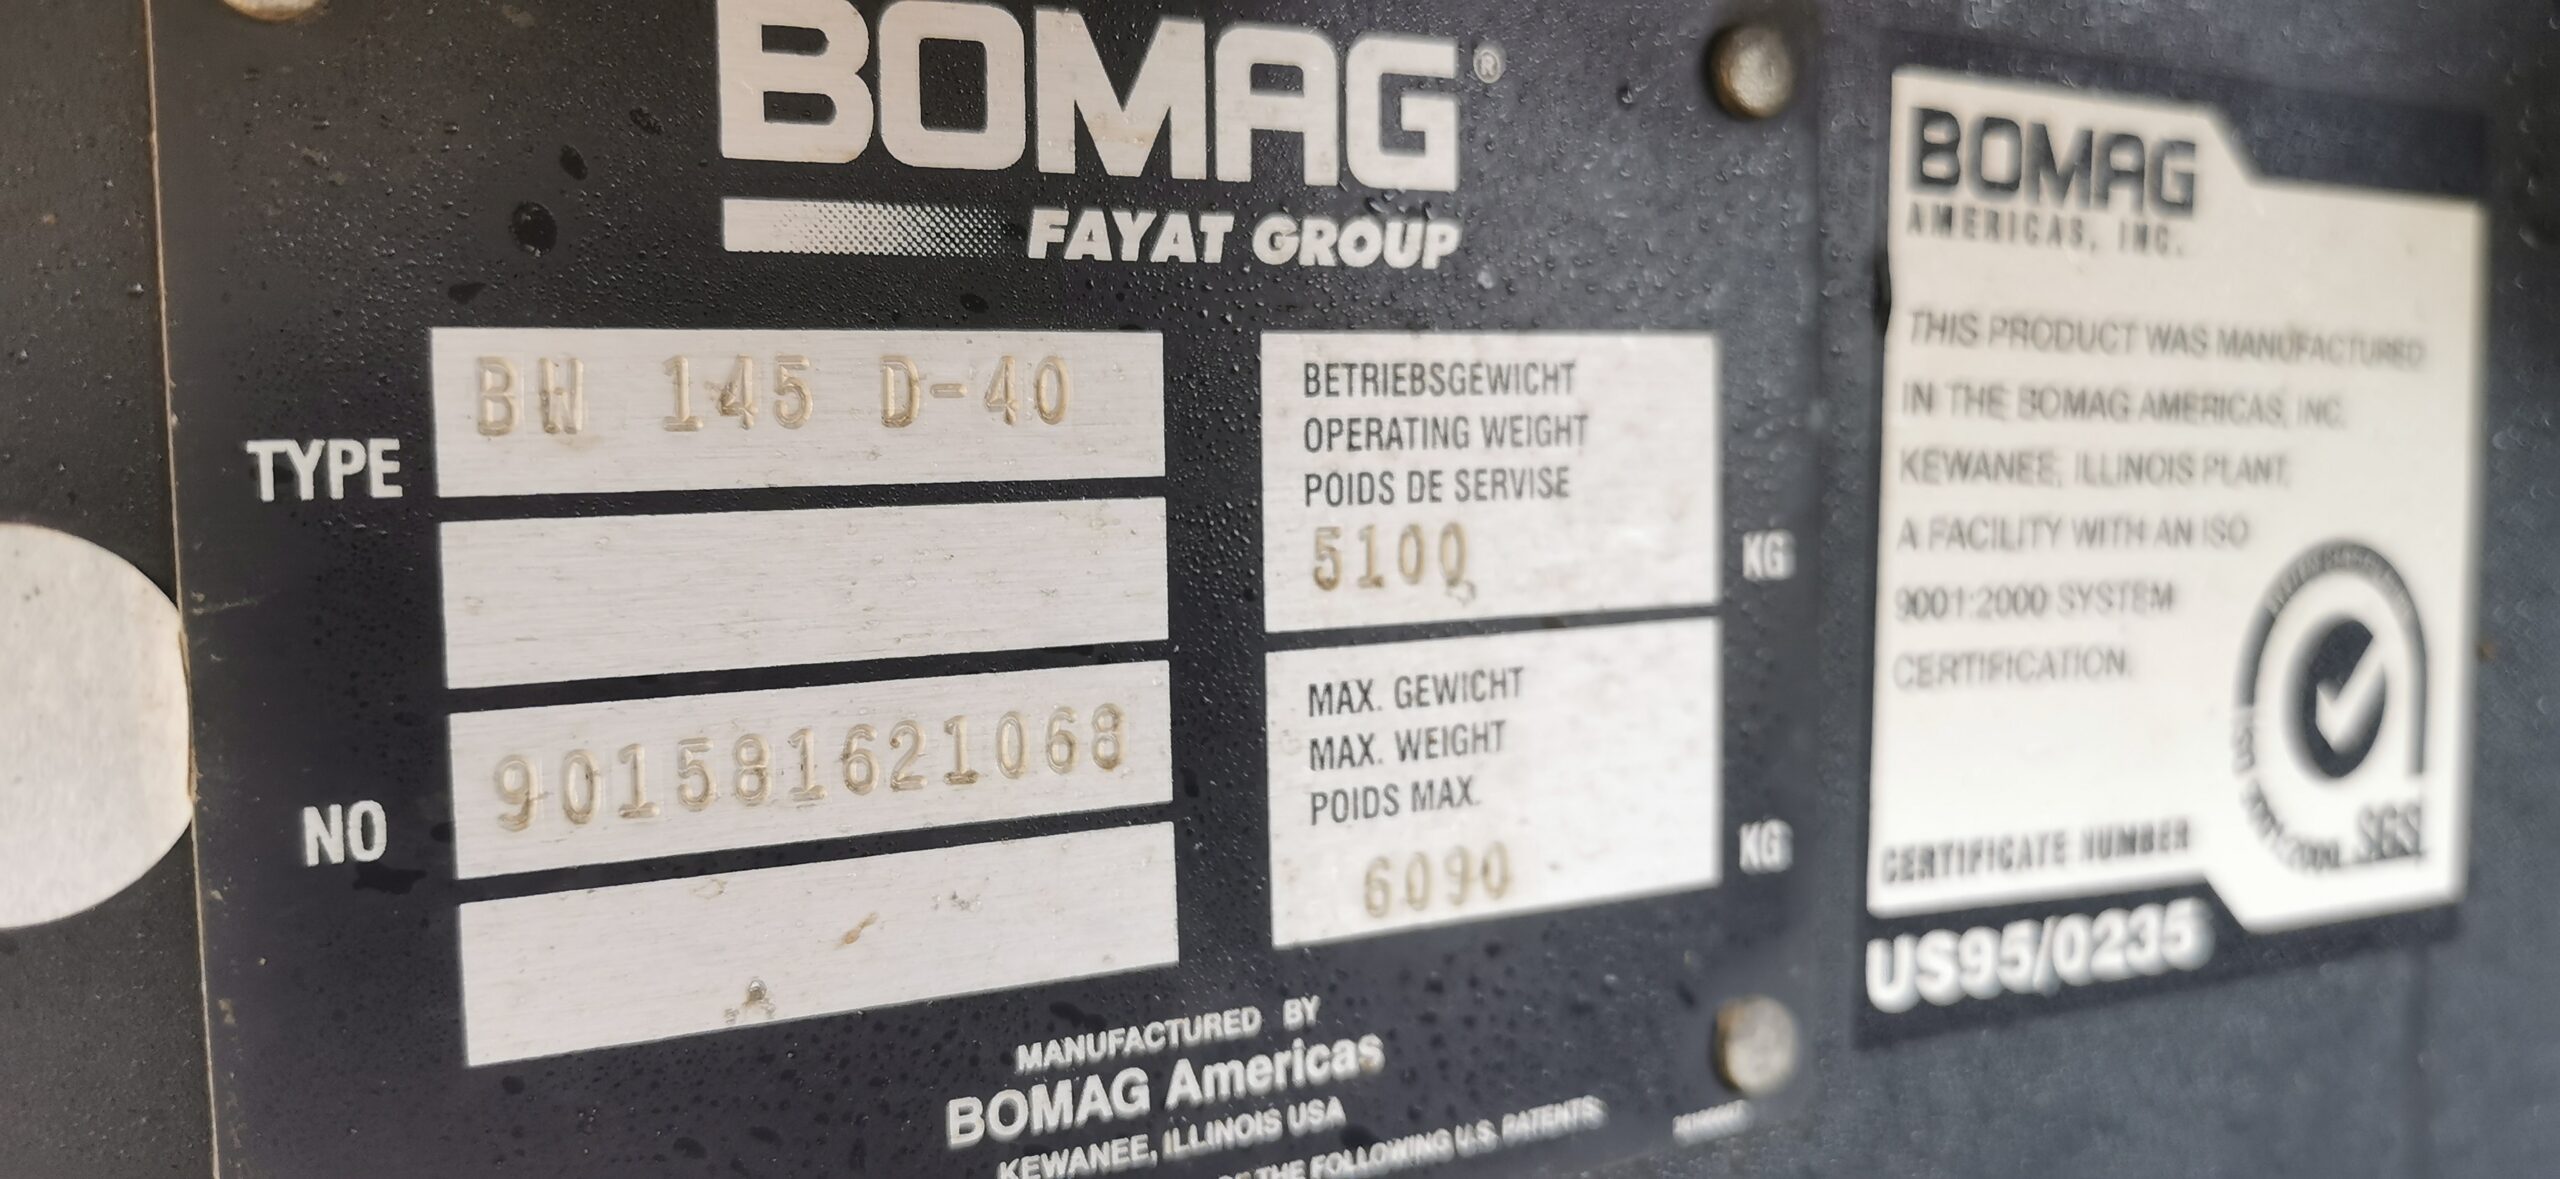 BOMAG®
FAYAT GROUP
TYPE
BW 145 D-40
NO
901581621068
BETRIEBSGEWICHT
OPERATING WEIGHT
POIDS DE SERVISE
5100
KG
MAX. GEWICHT
MAX. WEIGHT
POIDS MAX.
6090
KG
MANUFACTURED BY
BOMAG Americas
KEWANEE, ILLINOIS USA
THE FOLLOWING U.S. PATENTS:
BOMAG
AMERICAS, INC.
THIS PRODUCT WAS MANUFACTURED
IN THE BOMAG AMERICAS, INC.
KEWANEE, ILLINOIS PLANT,
A FACILITY WITH AN ISO
9001:2000 SYSTEM
CERTIFICATION.
SGS
CERTIFICATE NUMBER
US95/0235